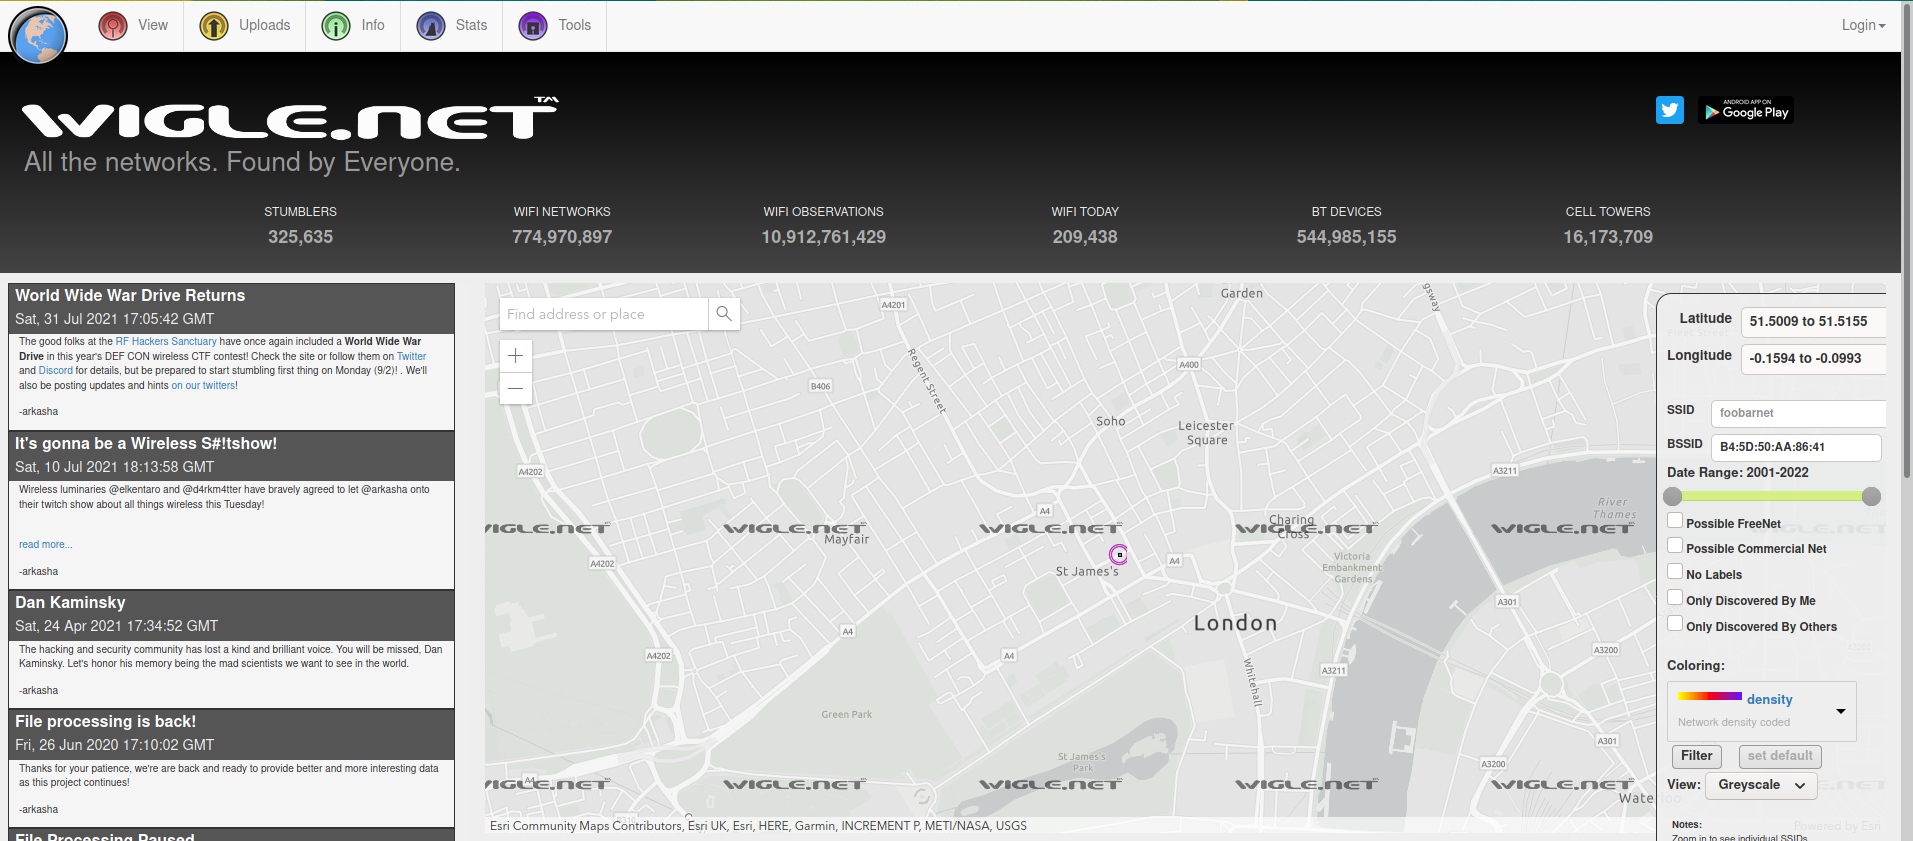 View
Uploads
Info
Stats
Tools
Login
WIGLE.NET™
All the networks. Found by Everyone.
ANDROID APP ON
Google Play
STUMBLERS
325,635
WIFI NETWORKS
774,970,897
WIFI OBSERVATIONS
10,912,761,429
WIFI TODAY
209,438
BT DEVICES
544,985,155
CELL TOWERS
16,173,709
World Wide War Drive Returns
Sat, 31 Jul 2021 17:05:42 GMT
The good folks at the RF Hackers Sanctuary have once again included a World Wide War
Drive in this year's DEF CON wireless CTF contest! Check the site or follow them on Twitter
and Discord for details, but be prepared to start stumbling first thing on Monday (9/2)! . We'll
also be posting updates and hints on our twitters!
-arkasha
It's gonna be a Wireless S#!tshow!
Sat, 10 Jul 2021 18:13:58 GMT
Wireless luminaries @elkentaro and @d4rkm4tter have bravely agreed to let @arkasha onto
their twitch show about all things wireless this Tuesday!
read more...
-arkasha
Dan Kaminsky
Sat, 24 Apr 2021 17:34:52 GMT
The hacking and security community has lost a kind and brilliant voice. You will be missed, Dan
Kaminsky. Let's honor his memory being the mad scientists we want to see in the world.
-arkasha
File processing is back!
Fri, 26 Jun 2020 17:10:02 GMT
Thanks for your patience, we're are back and ready to provide better and more interesting data
as this project continues!
-arkasha
File Processing Paused
Find address or place
+
−
A4201
Garden
gsway
Regent Street
A400
B406
Soho
Leicester
Square
A4202
A3211
River
Thames
A4
WIGLE.NET
WIGLE.NET
WIGLE.NET
WIGLE.NET
WIGLE.NET
Mayfair
Charing
Cross
A4202
St James's
A4
Victoria
Embankment
Gardens
A301
London
A4
A4202
A4
A3211
A3200
Whitehall
Green Park
A301
St James's
Park
A3200
A4
WIGLE.NET
WIGLE.NET
WIGLE.NET
WIGLE.NET
WIGLE.NET
Waterloo
B310
Esri Community Maps Contributors, Esri UK, Esri, HERE, Garmin, INCREMENT P, METI/NASA, USGS
Powered by Esri
Latitude
51.5009 to 51.5155
Longitude
-0.1594 to -0.0993
SSID
foobarnet
BSSID
B4:5D:50:AA:86:41
Date Range: 2001-2022
Possible FreeNet
Possible Commercial Net
No Labels
Only Discovered By Me
Only Discovered By Others
Coloring:
density
Network density coded
Filter
set default
View:
Greyscale
Notes:
Zoom in to see individual SSIDs